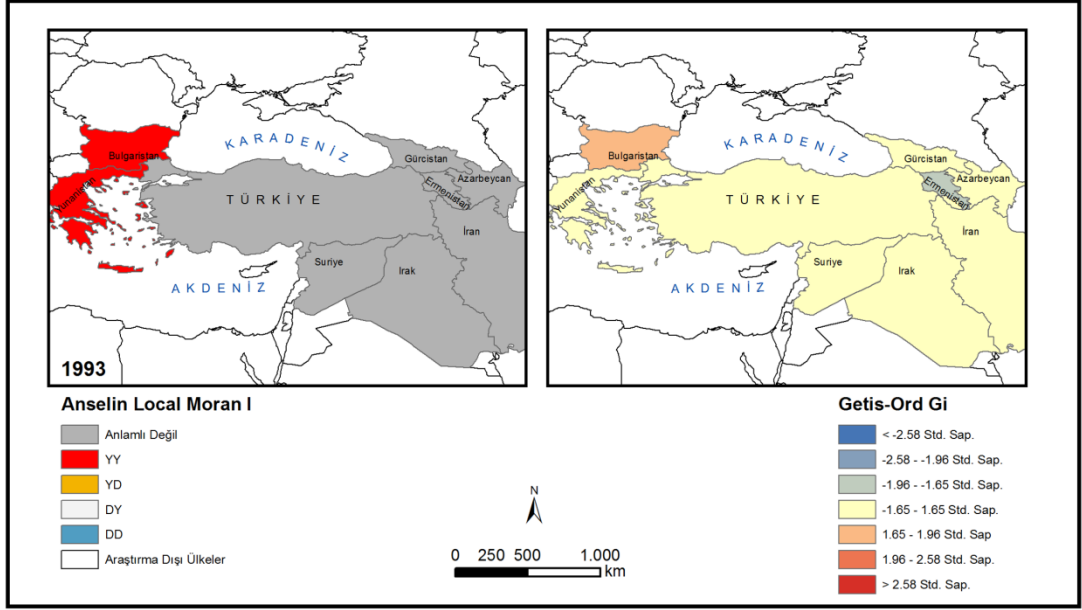 KARADENİZ
Bulgaristan
Gürcistan
Azarbeycan
Ermenistan
Yunanistan
TÜRKİYE
İran
Suriye
Irak
AKDENİZ
1993
KARADENİZ
Bulgaristan
Gürcistan
Azarbeycan
Ermenistan
Yunanistan
TÜRKİYE
İran
Suriye
Irak
AKDENİZ
Anselin Local Moran I
Anlamlı Değil
YY
YD
DY
DD
Araştırma Dışı Ülkeler
N
0 250 500 1.000
km
Getis-Ord Gi
< -2.58 Std. Sap.
-2.58 - -1.96 Std. Sap.
-1.96 - -1.65 Std. Sap.
-1.65 - 1.65 Std. Sap.
1.65 - 1.96 Std. Sap
1.96 - 2.58 Std. Sap.
> 2.58 Std. Sap.